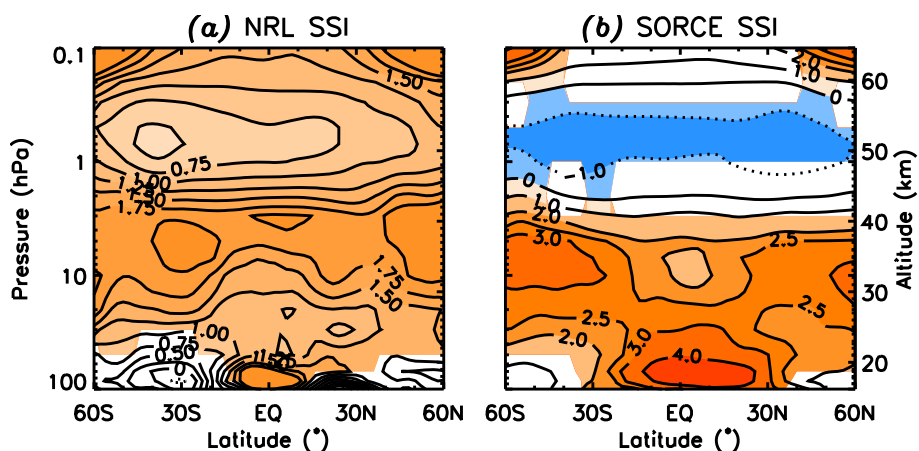 (a) NRL SSI
(b) SORCE SSI
0.1
1
10
100
Pressure (hPa)
1.50
0.75
1.00
1.25
1.50
1.75
1.75
1.50
.00
0.75
0.50
0
1.25
60S
30S
EQ
30N
60N
Latitude (°)
2.0
1.0
0
-1.0
0
1.0
2.0
3.0
2.5
2.5
2.5
2.0
3.0
4.0
60
50
40
30
20
Altitude (km)
60S
30S
EQ
30N
60N
Latitude (°)